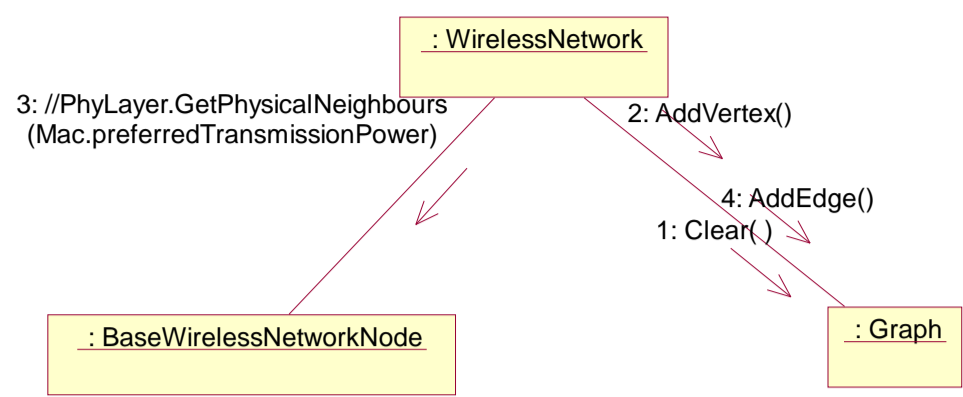 : WirelessNetwork
3: //PhyLayer.GetPhysicalNeighbours
(Mac.preferredTransmissionPower)
2: AddVertex()
4: AddEdge()
1: Clear( )
: BaseWirelessNetworkNode
: Graph